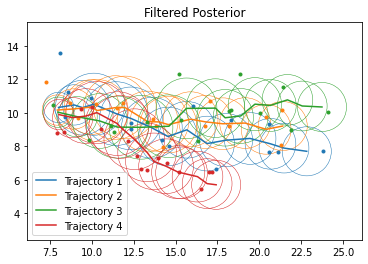 Filtered Posterior
14
12
10
8
6
4
Trajectory 1
Trajectory 2
Trajectory 3
Trajectory 4
7.5 10.0 12.5 15.0 17.5 20.0 22.5 25.0